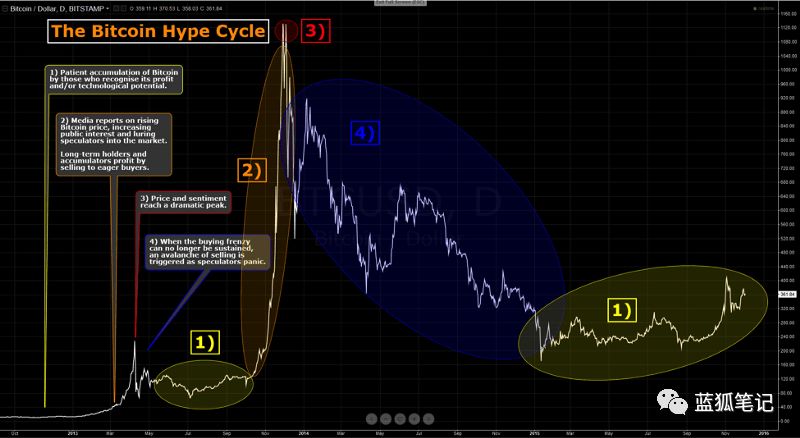 Exit Full Screen (ESC)
Bitcoin / Dollar, D, BITSTAMP
O 359.11 H 370.53 L 358.03 C 361.84
The Bitcoin Hype Cycle
3)
1) Patient accumulation of Bitcoin
by those who recognise its profit
and/or technological potential.
2) Media reports on rising
Bitcoin price, increasing
public interest and luring
speculators into the market.
Long-term holders and
accumulators profit by
selling to eager buyers.
4)
2)
3) Price and sentiment
reach a dramatic peak.
BTCUSD, D
Bitcoin / Dollar
4) When the buying frenzy
can no longer be sustained,
an avalanche of selling is
triggered as speculators panic.
1)
1)
1160.00
1120.00
1080.00
1040.00
1000.00
960.00
920.00
880.00
840.00
800.00
760.00
720.00
680.00
640.00
600.00
560.00
520.00
480.00
440.00
400.00
361.84
320.00
280.00
240.00
200.00
160.00
120.00
80.00
40.00
0.00
蓝狐笔记
Oct 2013 Mar May Jul Sep Nov 2014 Mar May Jul Sep Nov 2015 Mar May Jul Sep Nov 2016